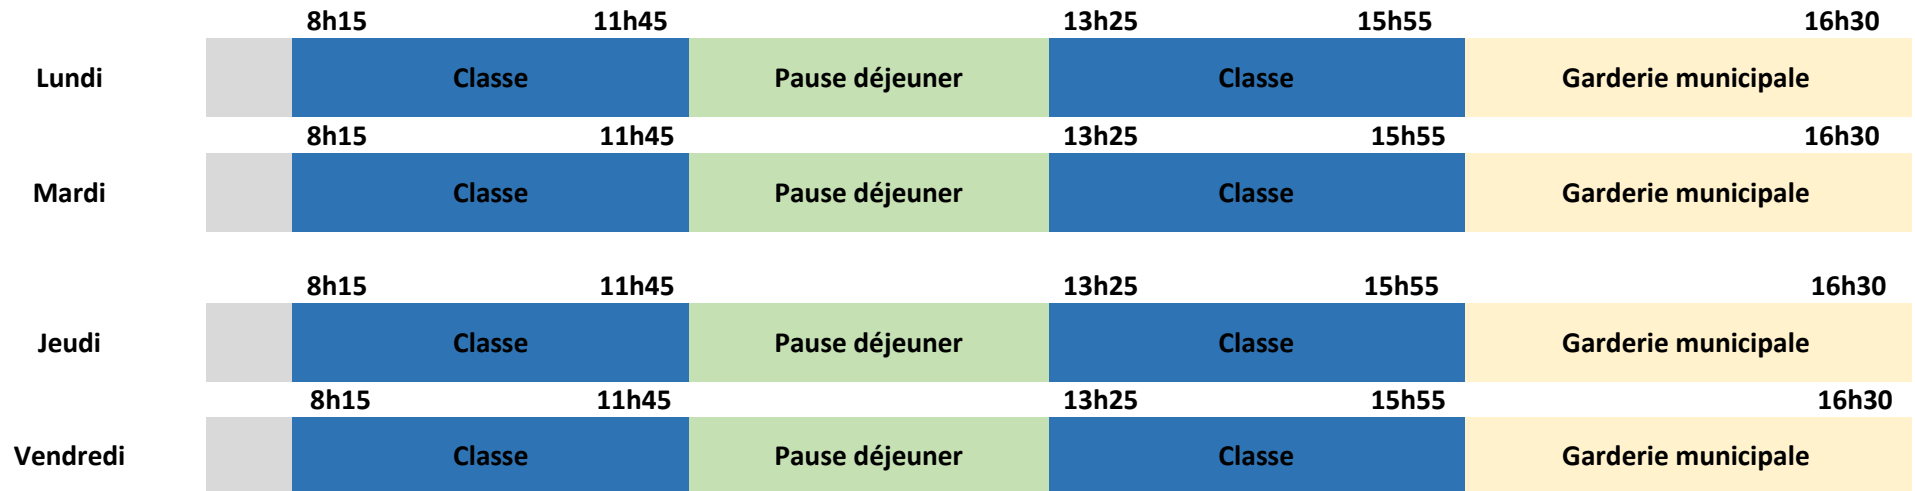 8h15 11h45 13h25 15h55 16h30
Lundi Classe Pause déjeuner Classe Garderie municipale
8h15 11h45 13h25 15h55 16h30
Mardi Classe Pause déjeuner Classe Garderie municipale
8h15 11h45 13h25 15h55 16h30
Jeudi Classe Pause déjeuner Classe Garderie municipale
8h15 11h45 13h25 15h55 16h30
Vendredi Classe Pause déjeuner Classe Garderie municipale